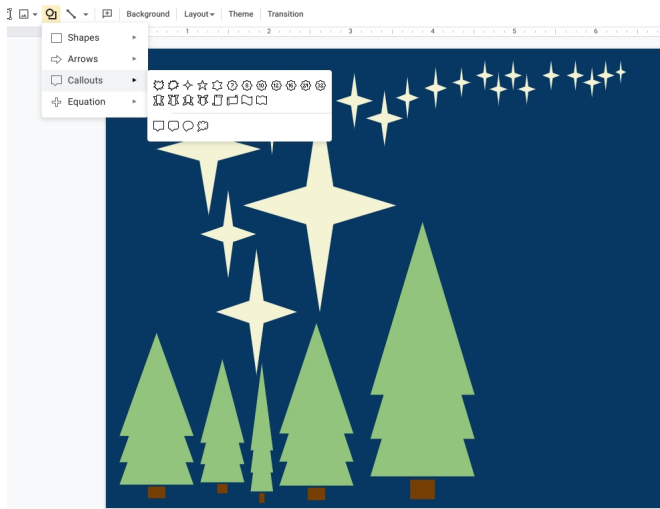 Background Layout Theme Transition
1 2 3 4 5 6
Shapes
Arrows
Callouts
Equation